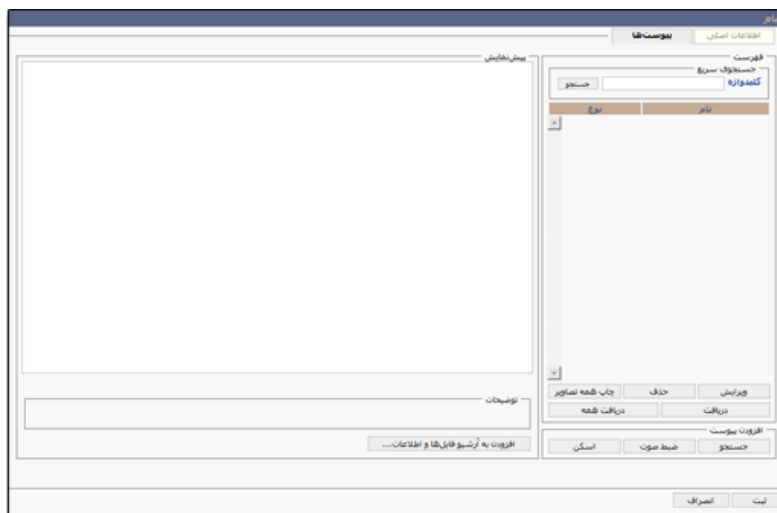 نام
اطلاعات اصلی
پیوست‌ها
فهرست
جستجوی سریع
کلیدواژه
جستجو
نام
نوع
ویرایش
حذف
چاپ همه تصاویر
دریافت
دریافت همه
افزودن پیوست
جستجو
ضبط صوت
اسکن
پیش‌نمایش
توضیحات
افزودن به آرشیو فایل‌ها و اطلاعات...
ثبت
انصراف